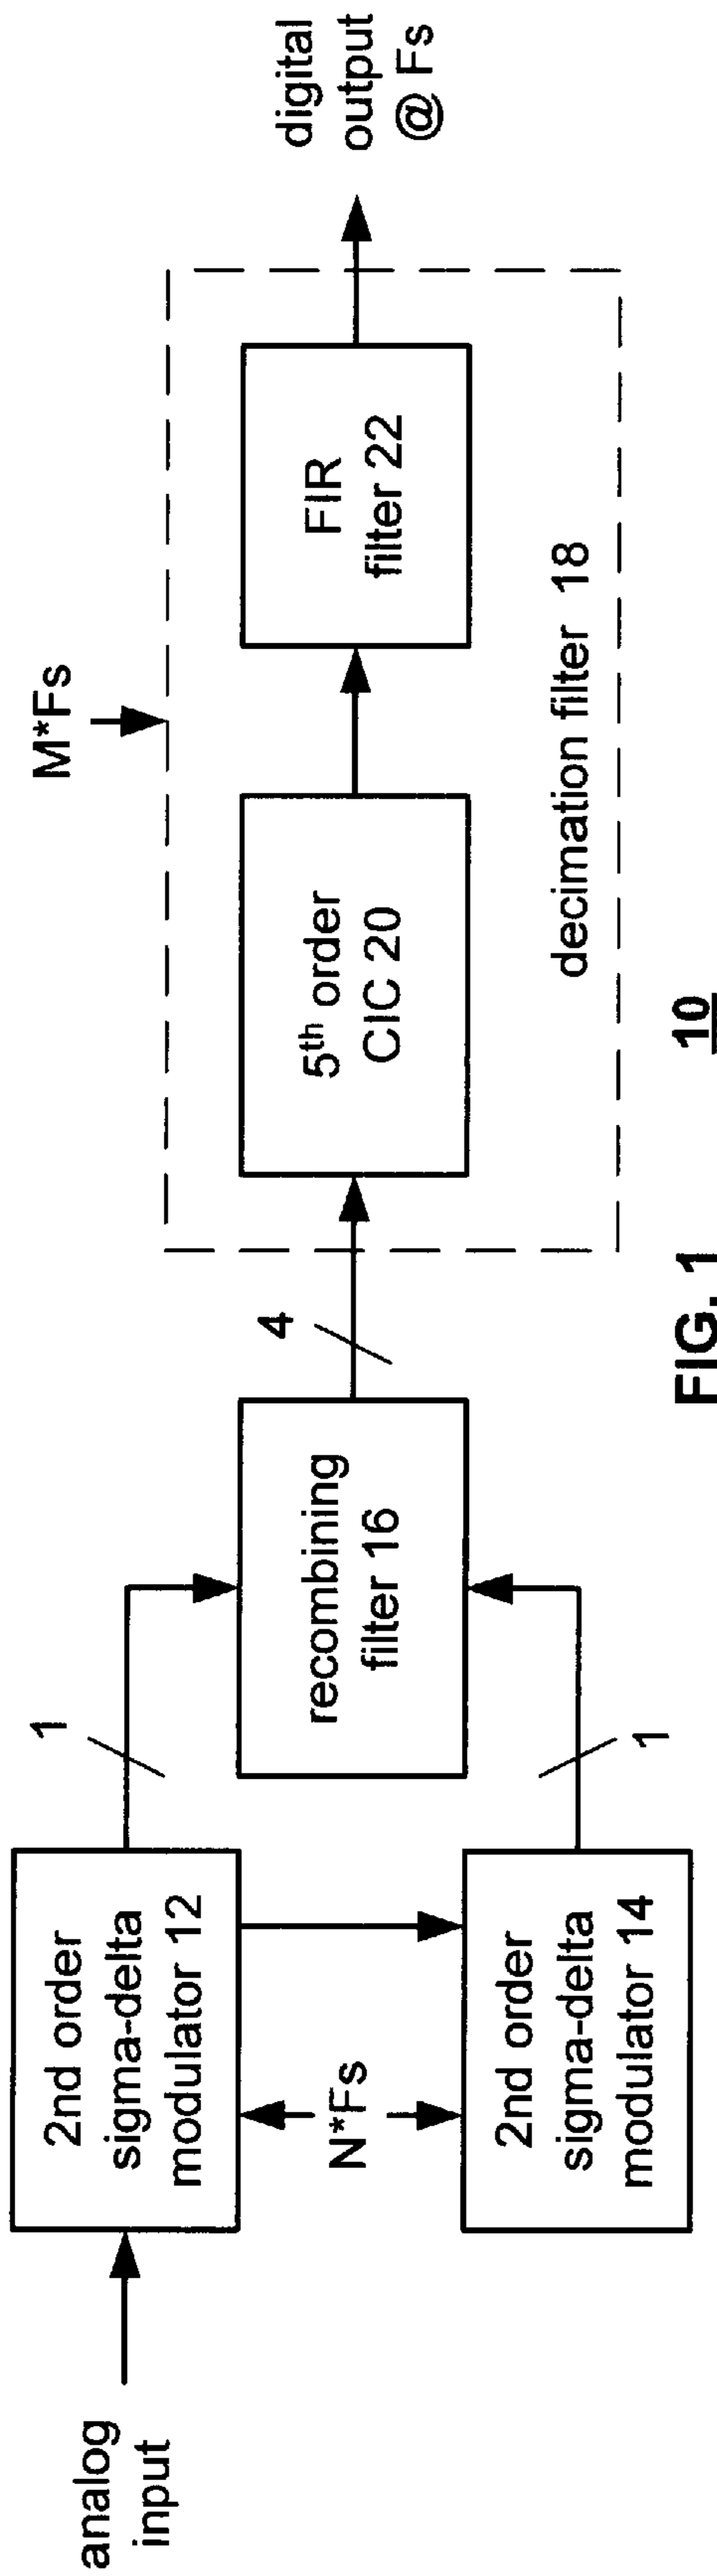 analog
input
2nd order
sigma-delta
modulator 12
N*Fs
2nd order
sigma-delta
modulator 14
1
1
recombining
filter 16
4
M*Fs
5th order
CIC 20
FIR
filter 22
decimation filter 18
digital
output
@ Fs
FIG. 1
10